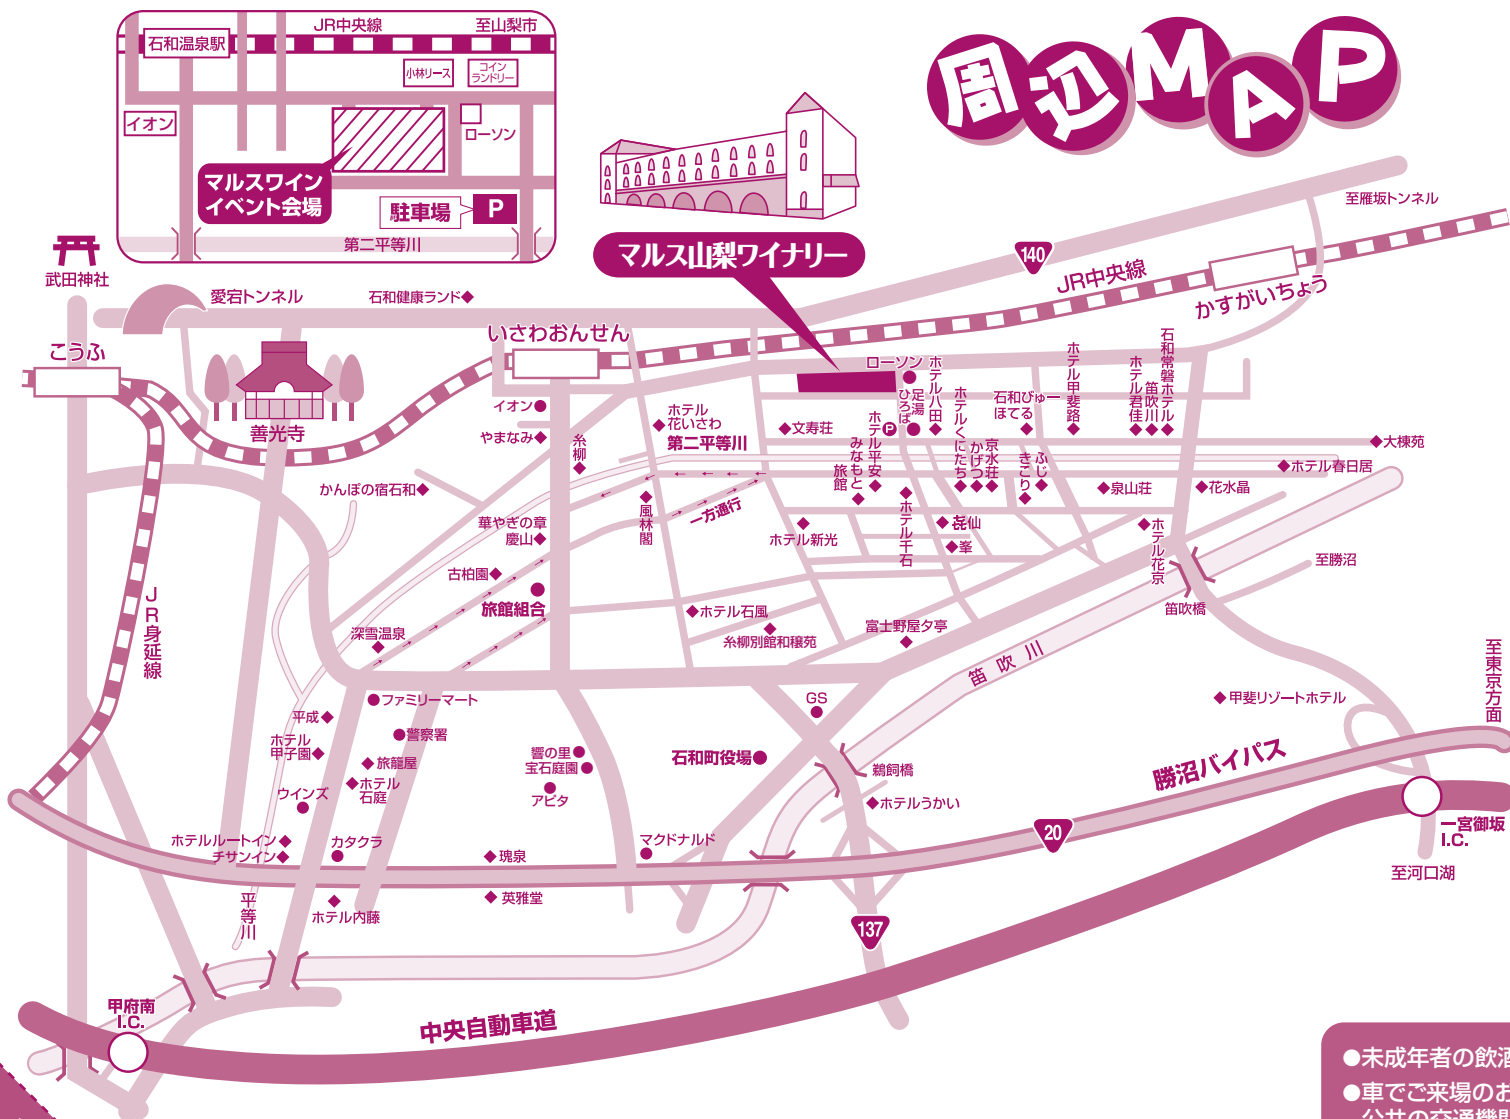 周辺MAP
石和温泉駅
JR中央線
至山梨市
小林リース
コイン
ランドリー
イオン
ローソン
マルスワイン
イベント会場
駐車場
P
第二平等川
マルス山梨ワイナリー
140
至雁坂トンネル
JR中央線
かすがいちょう
武田神社
愛宕トンネル
石和健康ランド
いさわおんせん
こうふ
善光寺
イオン
やまなみ
糸柳
ホテル
花いさわ
第二平等川
文寿荘
ローソン
足湯
ひろば
P
ホテル八田
ホテル平安
みなもと
旅館
ホテルくにたち
かげつ
京水荘
石和びゅー
ほてる
きこり
ふじ
ホテル甲斐路
ホテル君佳
笛吹川
石和常磐ホテル
大棟苑
ホテル春日居
泉山荘
花水晶
かんぽの宿石和
華やぎの章
慶山
風林閣
一方通行
ホテル新光
ホテル千石
㐂仙
峯
ホテル花京
至勝沼
笛吹橋
古柏園
旅館組合
深雪温泉
ホテル石風
糸柳別館和穣苑
富士野屋夕亭
笛吹川
JR身延線
至東京方面
ファミリーマート
平成
警察署
ホテル
甲子園
旅籠屋
ホテル
石庭
ウインズ
響の里
宝石庭園
アピタ
石和町役場
GS
鵜飼橋
ホテルうかい
甲斐リゾートホテル
勝沼バイパス
20
一宮御坂
I.C.
至河口湖
ホテルルートイン
チサンイン
カタクラ
瑰泉
マクドナルド
英雅堂
ホテル内藤
平等川
137
甲府南
I.C.
中央自動車道
●未成年者の飲酒
●車でご来場のお
公共の交通機関